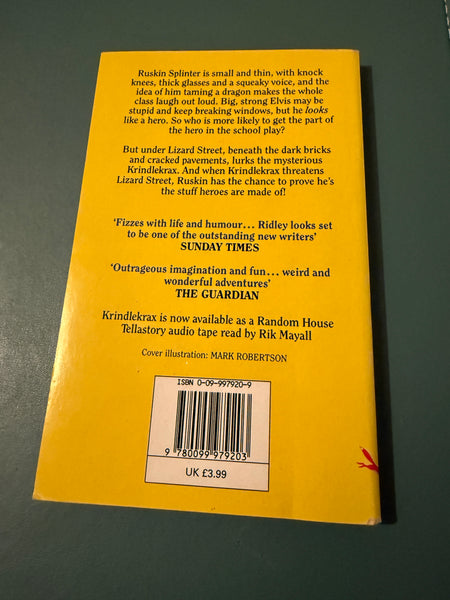 Ruskin Splinter is small and thin, with knock
knees, thick glasses and a squeaky voice, and the
idea of him taming a dragon makes the whole
class laugh out loud. Big, strong Elvis may be
stupid and keep breaking windows, but he looks
like a hero. So who is more likely to get the part of
the hero in the school play?
But under Lizard Street, beneath the dark bricks
and cracked pavements, lurks the mysterious
Krindlekrax. And when Krindlekrax threatens
Lizard Street, Ruskin has the chance to prove he's
the stuff heroes are made of!
‘Fizzes with life and humour... Ridley looks set
to be one of the outstanding new writers’
SUNDAY TIMES
‘Outrageous imagination and fun... weird and
wonderful adventures’
THE GUARDIAN
Krindlekrax is now available as a Random House
Tellastory audio tape read by Rik Mayall
Cover illustration: MARK ROBERTSON
ISBN 0-09-997920-9
9 780099 979203
UK £3.99